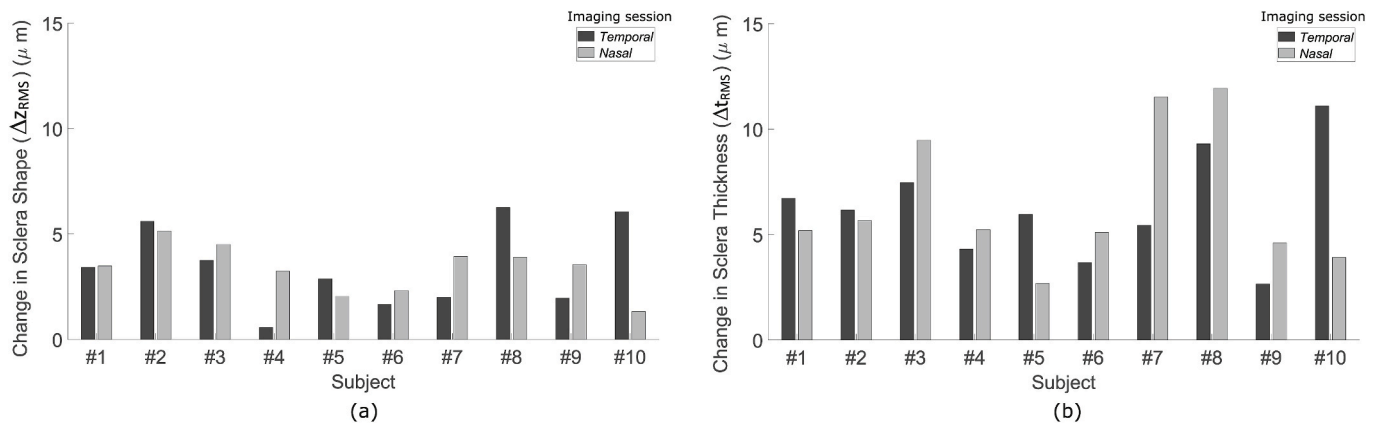 Change in Sclera Shape (Δz_RMS) (μ m)
15
10
5
0
Imaging session
Temporal
Nasal
#1 #2 #3 #4 #5 #6 #7 #8 #9 #10
Subject
(a)
Change in Sclera Thickness (Δt_RMS) (μ m)
15
10
5
0
Imaging session
Temporal
Nasal
#1 #2 #3 #4 #5 #6 #7 #8 #9 #10
Subject
(b)